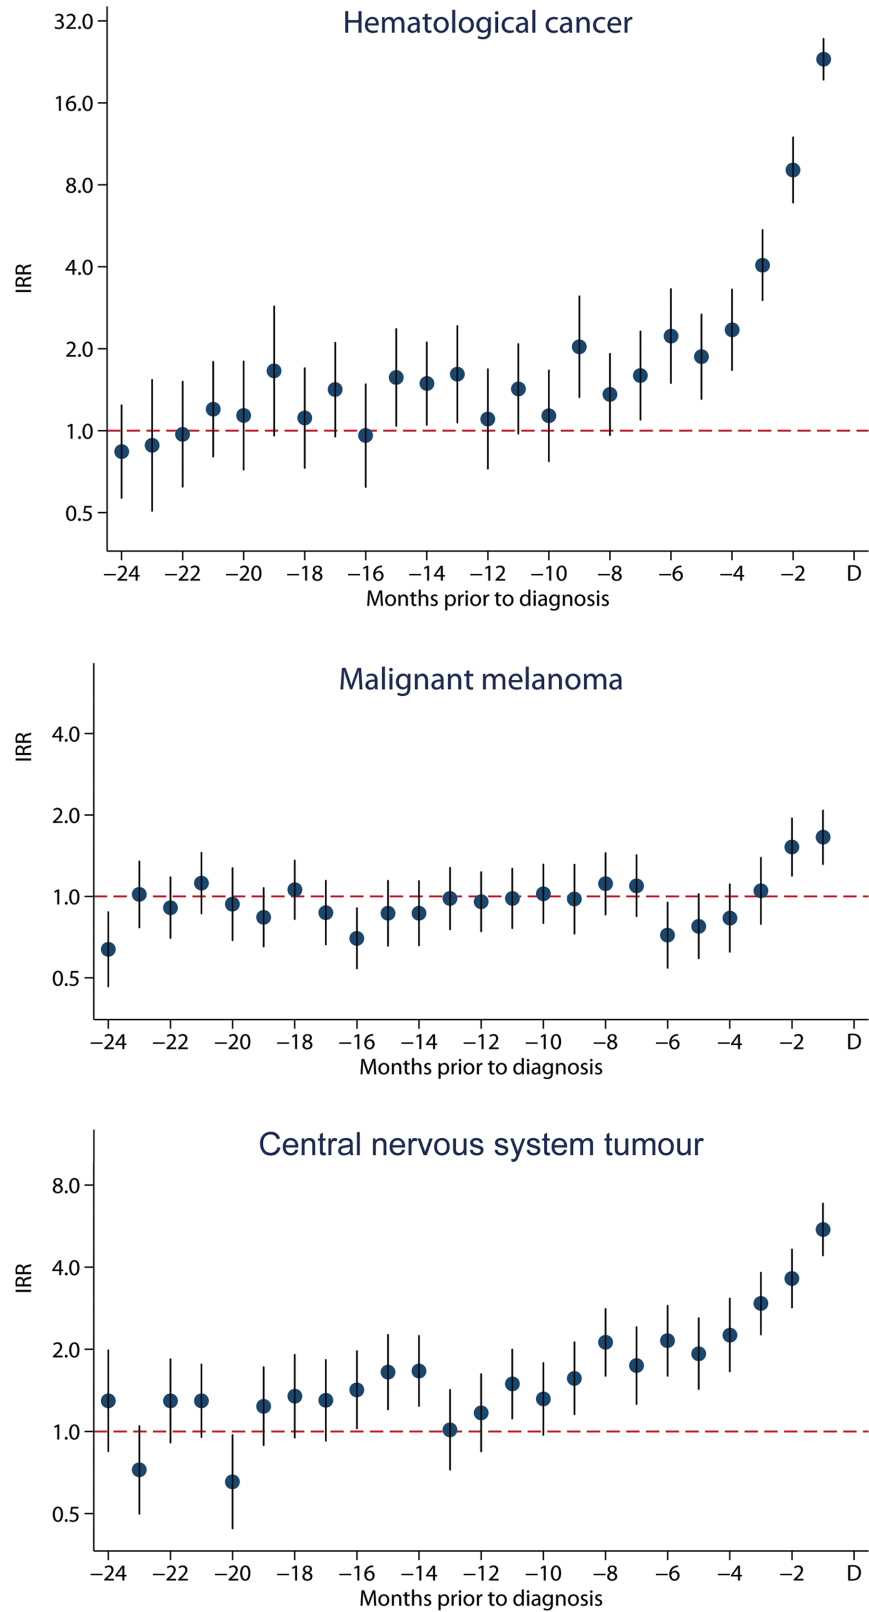 Hematological cancer
32.0
16.0
8.0
4.0
2.0
1.0
0.5
IRR
−24 −22 −20 −18 −16 −14 −12 −10 −8 −6 −4 −2 D
Months prior to diagnosis
Malignant melanoma
4.0
2.0
1.0
0.5
IRR
−24 −22 −20 −18 −16 −14 −12 −10 −8 −6 −4 −2 D
Months prior to diagnosis
Central nervous system tumour
8.0
4.0
2.0
1.0
0.5
IRR
−24 −22 −20 −18 −16 −14 −12 −10 −8 −6 −4 −2 D
Months prior to diagnosis